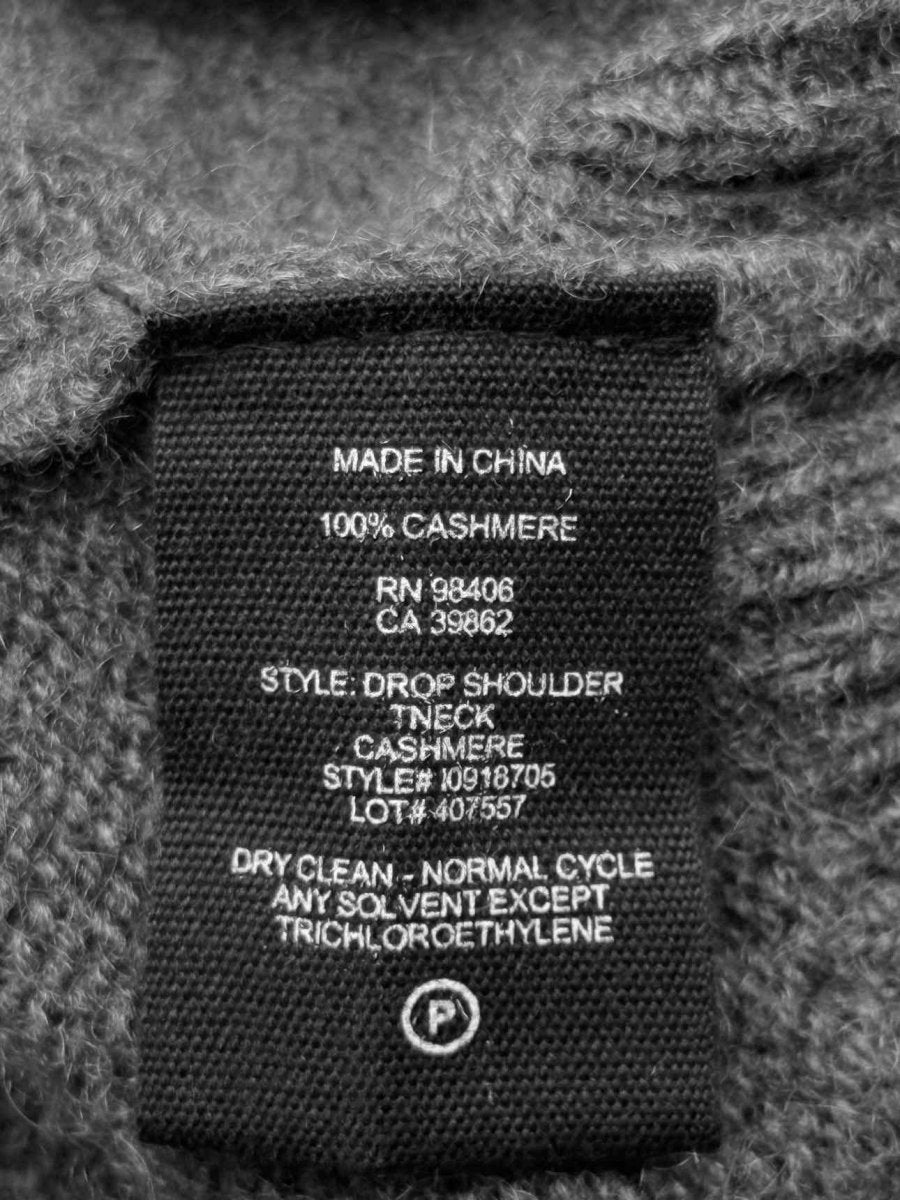 MADE IN CHINA
100% CASHMERE
RN 98406
CA 39862
STYLE: DROP SHOULDER
TNECK
CASHMERE
STYLE# I0918705
LOT# 407557
DRY CLEAN - NORMAL CYCLE
ANY SOLVENT EXCEPT
TRICHLOROETHYLENE
P